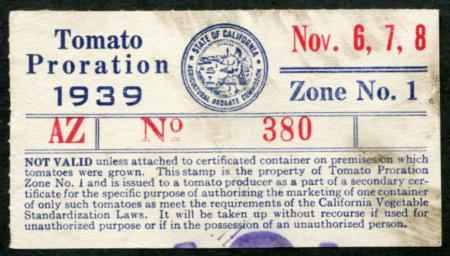 Tomato
Proration
1939
STATE OF CALIFORNIA
AGRICULTURAL PRORATE COMMISSION
Nov. 6, 7, 8
Zone No. 1
AZ No 380
NOT VALID unless attached to certificated container on premises on which
tomatoes were grown. This stamp is the property of Tomato Proration
Zone No. 1 and is issued to a tomato producer as a part of a secondary cer-
tificate for the specific purpose of authorizing the marketing of one container
of only such tomatoes as meet the requirements of the California Vegetable
Standardization Laws. It will be taken up without recourse if used for
unauthorized purpose or if in the possession of an unauthorized person.